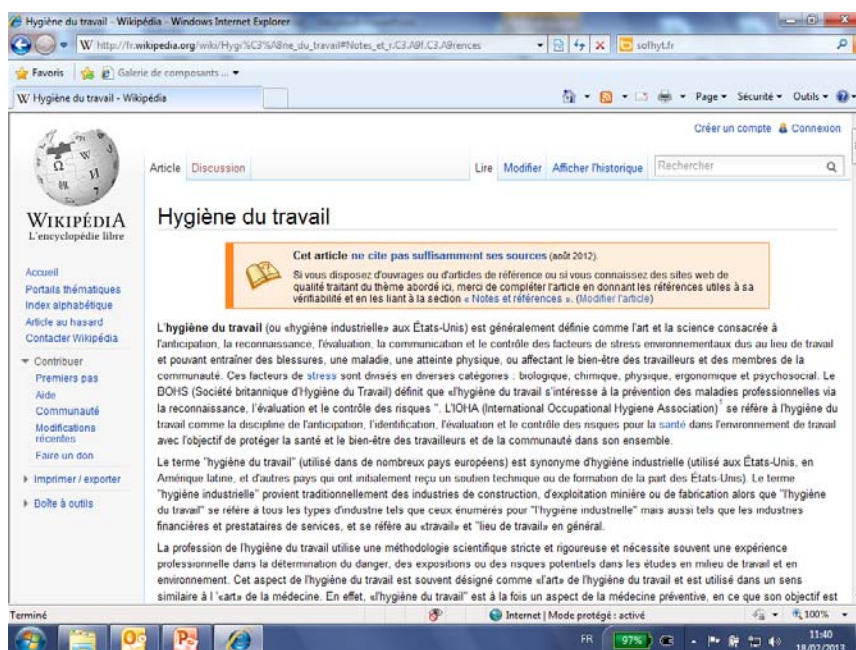 Hygiène du travail - Wikipédia - Windows Internet Explorer
W http://fr.wikipedia.org/wiki/Hygi%C3%A8ne_du_travail#Notes_et_r.C3.A9f.C3.A9rences
sofhyt.fr
Favoris
Galerie de composants ...
W Hygiène du travail - Wikipédia
Page
Sécurité
Outils
Créer un compte
Connexion
Article
Discussion
Lire
Modifier
Afficher l'historique
Rechercher
WIKIPÉDIA
L'encyclopédie libre
Accueil
Portails thématiques
Index alphabétique
Article au hasard
Contacter Wikipédia
Contribuer
Premiers pas
Aide
Communauté
Modifications
récentes
Faire un don
Imprimer / exporter
Boîte à outils
Hygiène du travail
Cet article ne cite pas suffisamment ses sources (août 2012).
Si vous disposez d'ouvrages ou d'articles de référence ou si vous connaissez des sites web de
qualité traitant du thème abordé ici, merci de compléter l'article en donnant les références utiles à sa
vérifiabilité et en les liant à la section « Notes et références ». (Modifier l'article)
L'hygiène du travail (ou «hygiène industrielle» aux États-Unis) est généralement définie comme l'art et la science consacrée à
l'anticipation, la reconnaissance, l'évaluation, la communication et le contrôle des facteurs de stress environnementaux dus au lieu de travail
et pouvant entraîner des blessures, une maladie, une atteinte physique, ou affectant le bien-être des travailleurs et des membres de la
communauté. Ces facteurs de stress sont divisés en diverses catégories : biologique, chimique, physique, ergonomique et psychosocial. Le
BOHS (Société britannique d'Hygiène du Travail) définit que «l'hygiène du travail s'intéresse à la prévention des maladies professionnelles via
la reconnaissance, l'évaluation et le contrôle des risques ". L'IOHA (International Occupational Hygiene Association)1 se réfère à l'hygiène du
travail comme la discipline de l'anticipation, l'identification, l'évaluation et le contrôle des risques pour la santé dans l'environnement de travail
avec l'objectif de protéger la santé et le bien-être des travailleurs et de la communauté dans son ensemble.
Le terme "hygiène du travail" (utilisé dans de nombreux pays européens) est synonyme d'hygiène industrielle (utilisé aux États-Unis, en
Amérique latine, et d'autres pays qui ont initialement reçu un soutien technique ou de formation de la part des États-Unis). Le terme
"hygiène industrielle" provient traditionnellement des industries de construction, d'exploitation minière ou de fabrication alors que "l'hygiène
du travail" se réfère à tous les types d'industrie tels que ceux énumérés pour "l'hygiène industrielle" mais aussi tels que les industries
financières et prestataires de services, et se réfère au «travail» et "lieu de travail» en général.
La profession de l'hygiène du travail utilise une méthodologie scientifique stricte et rigoureuse et nécessite souvent une expérience
professionnelle dans la détermination du danger, des expositions ou des risques potentiels dans les études en milieu de travail et en
environnement. Cet aspect de l'hygiène du travail est souvent désigné comme «l'art» de l'hygiène du travail et est utilisé dans un sens
similaire à l '«art» de la médecine. En effet, «l'hygiène du travail" est à la fois un aspect de la médecine préventive, en ce que son objectif est
Terminé
Internet | Mode protégé : activé
100%
FR
97%
11:40
18/02/2013